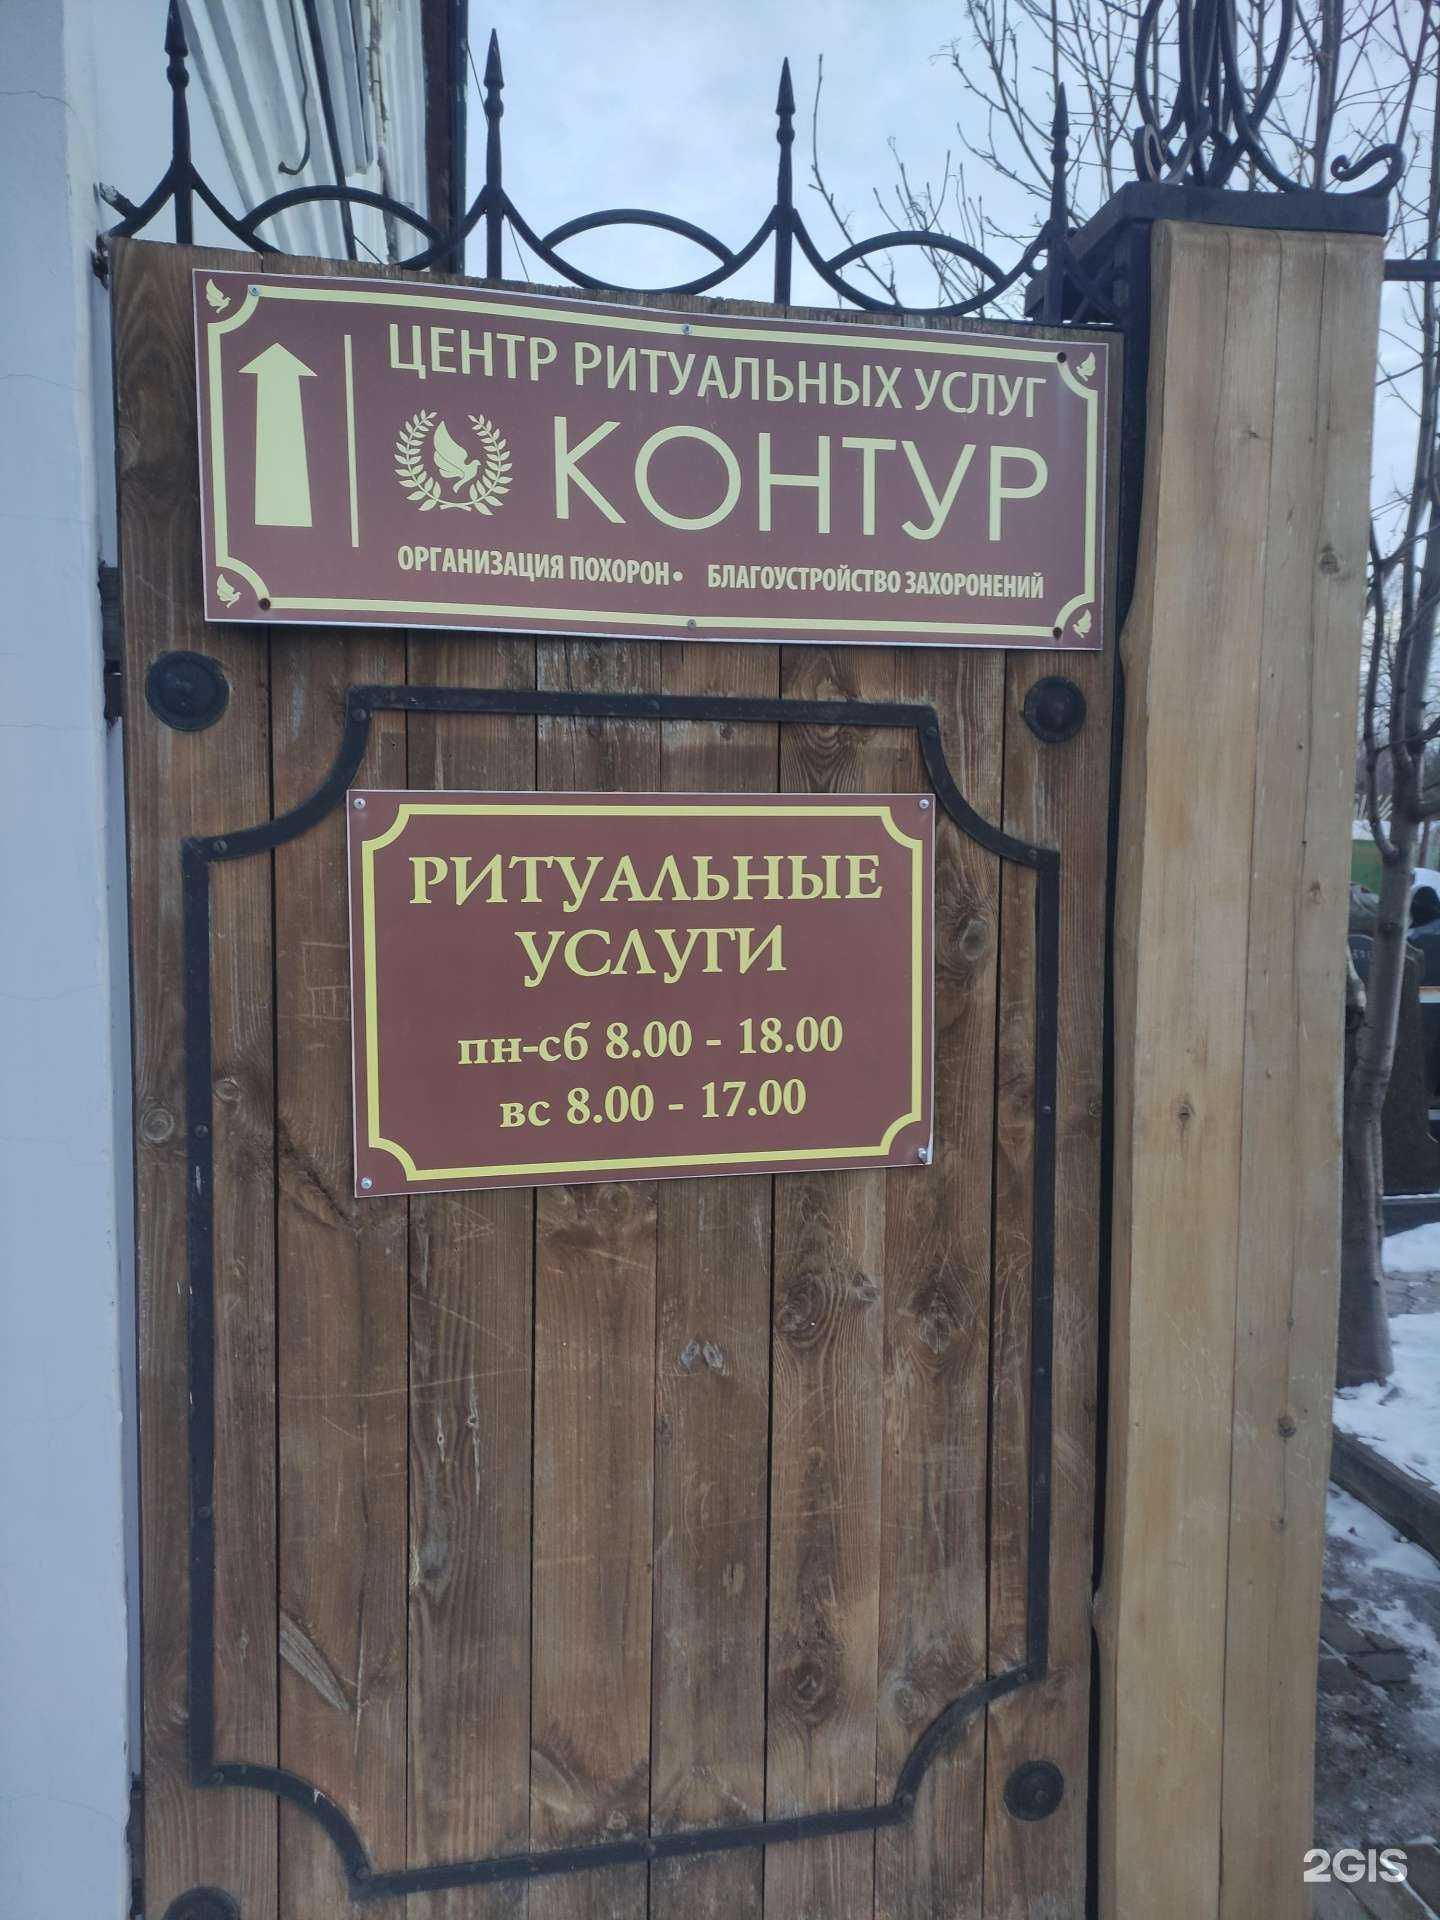 ЦЕНТР РИТУАЛЬНЫХ УСЛУГ
КОНТУР
ОРГАНИЗАЦИЯ ПОХОРОН • БЛАГОУСТРОЙСТВО ЗАХОРОНЕНИЙ
РИТУАЛЬНЫЕ
УСЛУГИ
пн-сб 8.00 - 18.00
вс 8.00 - 17.00
2GIS